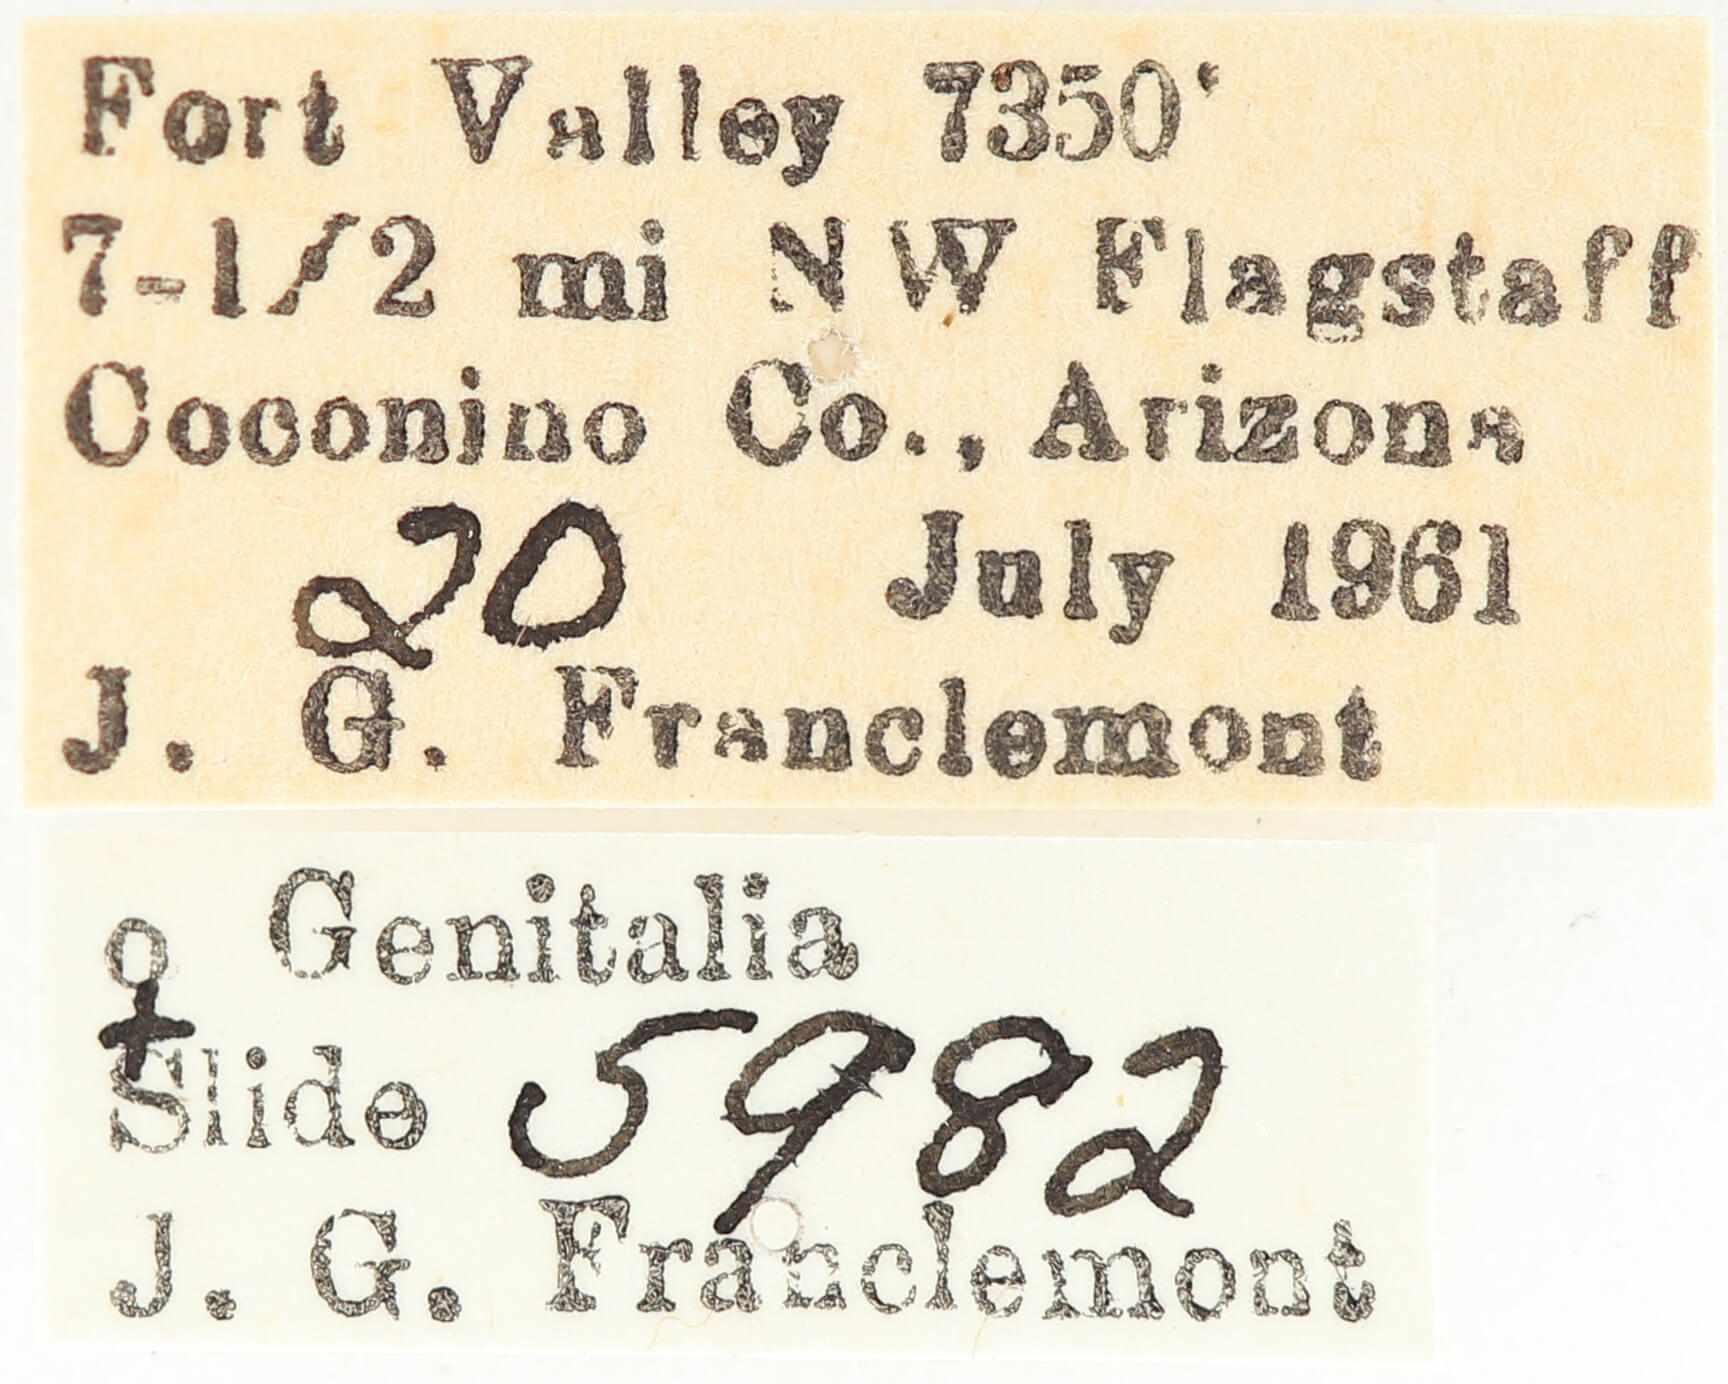 Fort Valley 7350'
7-1/2 mi NW Flagstaff
Coconino Co., Arizona
20 July 1961
J. G. Franclemont
♀ Genitalia
Slide 5982
J. G. Franclemont